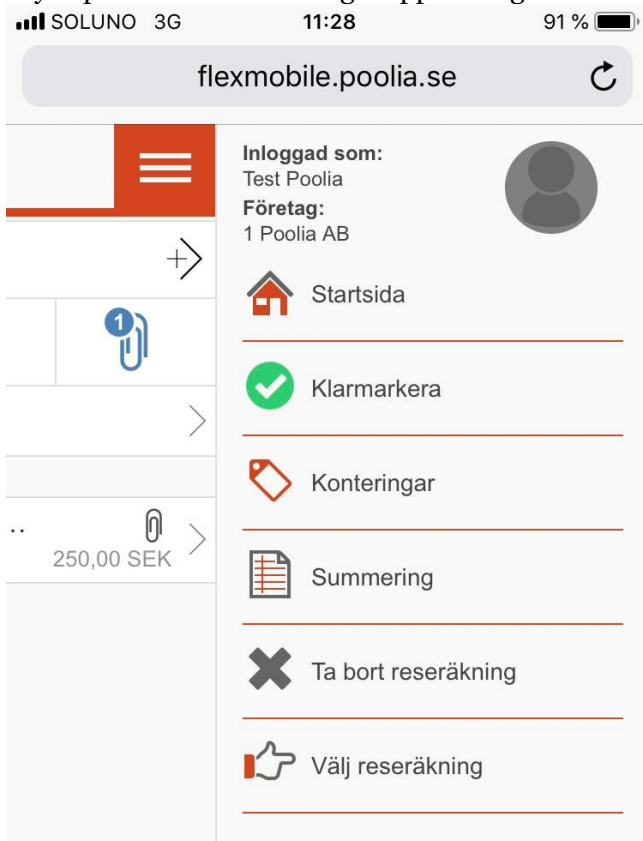 SOLUNO 3G 11:28 91 %
flexmobile.poolia.se
Inloggad som:
Test Poolia
Företag:
1 Poolia AB
Startsida
1
Klarmarkera
Konteringar
..
250,00 SEK
Summering
Ta bort reseräkning
Välj reseräkning